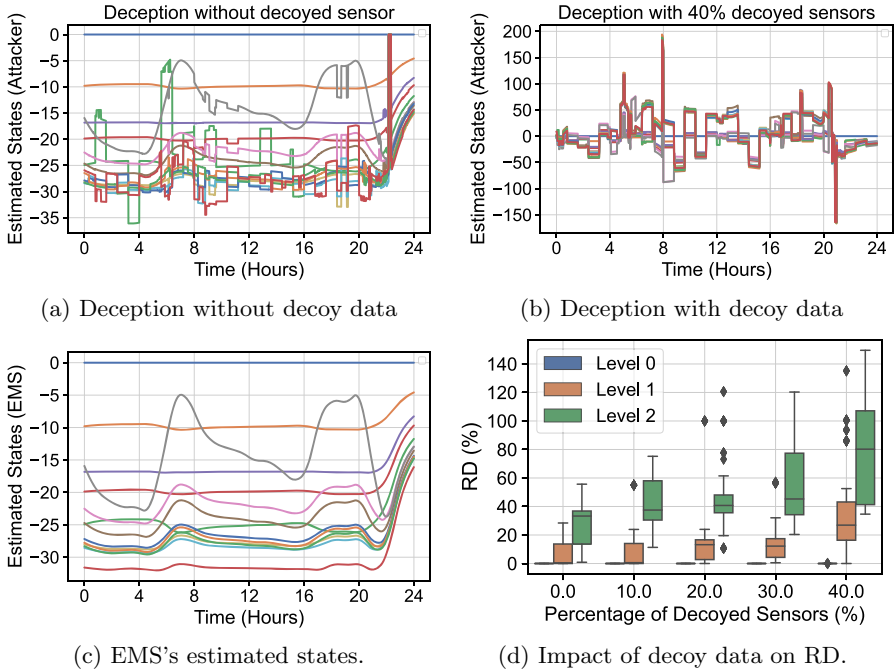 Deception without decoyed sensor
Estimated States (Attacker)
0
−5
−10
−15
−20
−25
−30
−35
0 4 8 12 16 20 24
Time (Hours)
(a) Deception without decoy data
Deception with 40% decoyed sensors
Estimated States (Attacker)
200
150
100
50
0
−50
−100
−150
0 4 8 12 16 20 24
Time (Hours)
(b) Deception with decoy data
Estimated States (EMS)
0
−5
−10
−15
−20
−25
−30
0 4 8 12 16 20 24
Time (Hours)
(c) EMS's estimated states.
RD (%)
140
120
100
80
60
40
20
0
Level 0
Level 1
Level 2
0.0 10.0 20.0 30.0 40.0
Percentage of Decoyed Sensors (%)
(d) Impact of decoy data on RD.